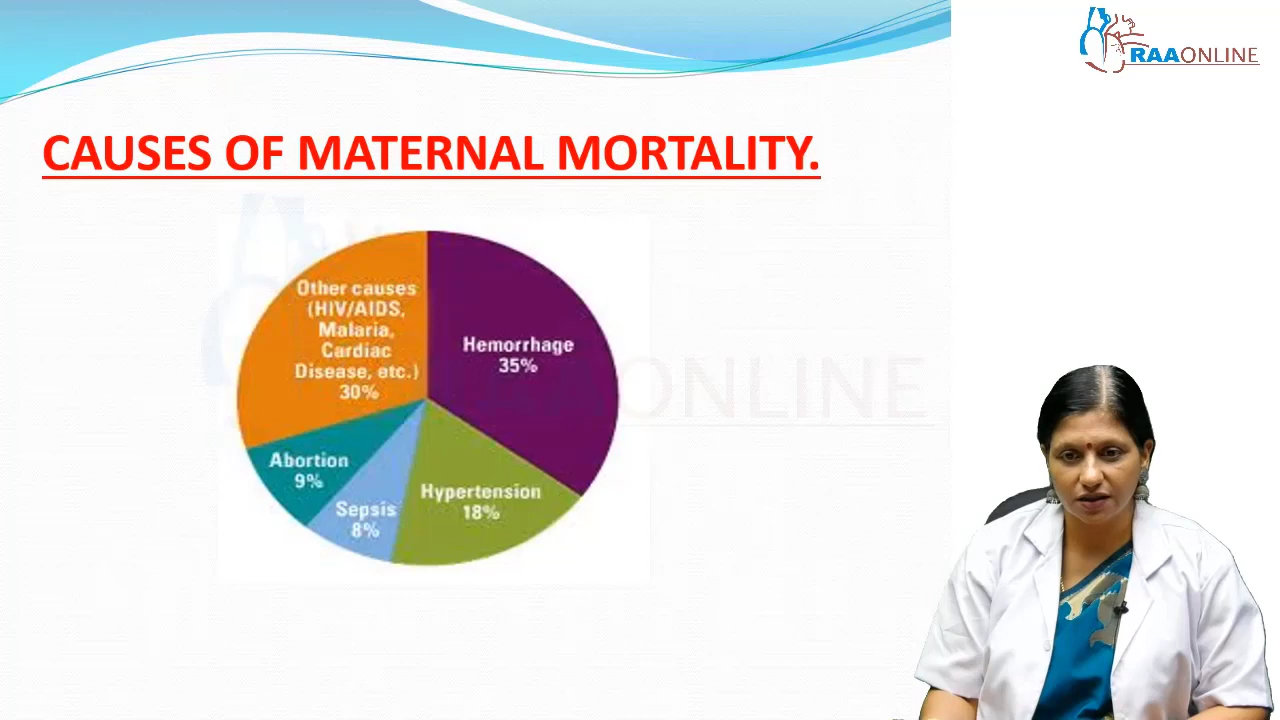 RAAONLINE
CAUSES OF MATERNAL MORTALITY.
Other causes
(HIV/AIDS,
Malaria,
Cardiac
Disease, etc.)
30%
Hemorrhage
35%
Abortion
9%
Sepsis
8%
Hypertension
18%
AAONLINE